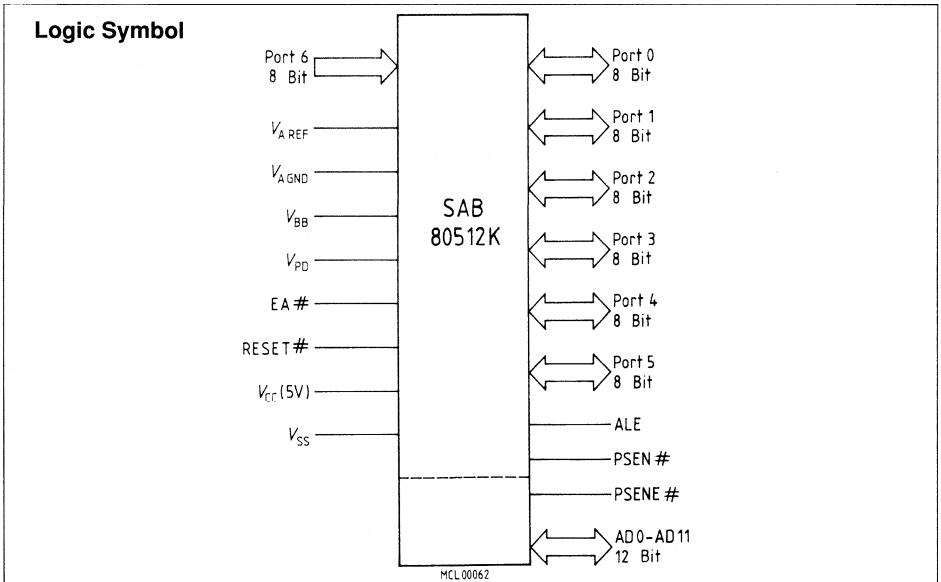 Logic Symbol
Port 6
8 Bit
V_A REF
V_A GND
V_BB
V_PD
EA#
RESET#
V_CC (5V)
V_SS
SAB
80512K
Port 0
8 Bit
Port 1
8 Bit
Port 2
8 Bit
Port 3
8 Bit
Port 4
8 Bit
Port 5
8 Bit
ALE
PSEN #
PSENE #
AD0-AD11
12 Bit
MCL00062